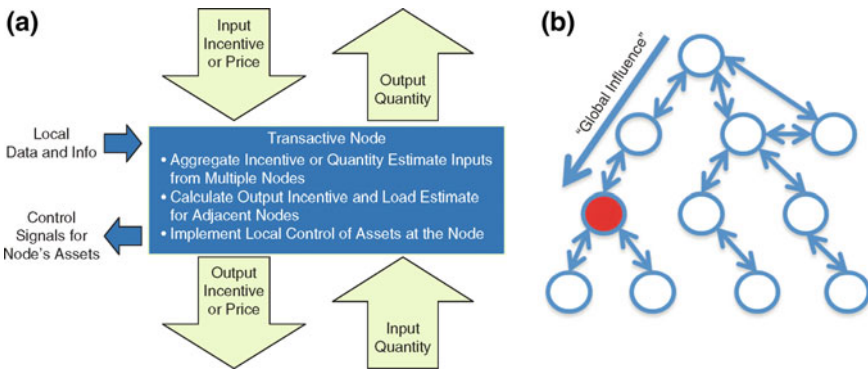 (a)
Input
Incentive
or Price
Output
Quantity
Local
Data and Info
Transactive Node
• Aggregate Incentive or Quantity Estimate Inputs
from Multiple Nodes
• Calculate Output Incentive and Load Estimate
for Adjacent Nodes
• Implement Local Control of Assets at the Node
Control
Signals for
Node's Assets
Output
Incentive
or Price
Input
Quantity
(b)
"Global Influence"